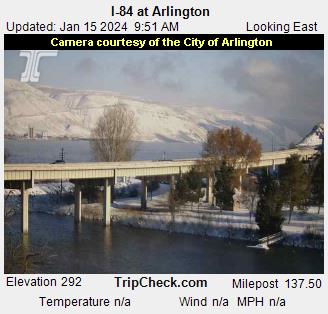 I-84 at Arlington
Updated: Jan 15 2024 9:51 AM Looking East
Camera courtesy of the City of Arlington
Elevation 292 TripCheck.com Milepost 137.50
Temperature n/a Wind n/a MPH n/a